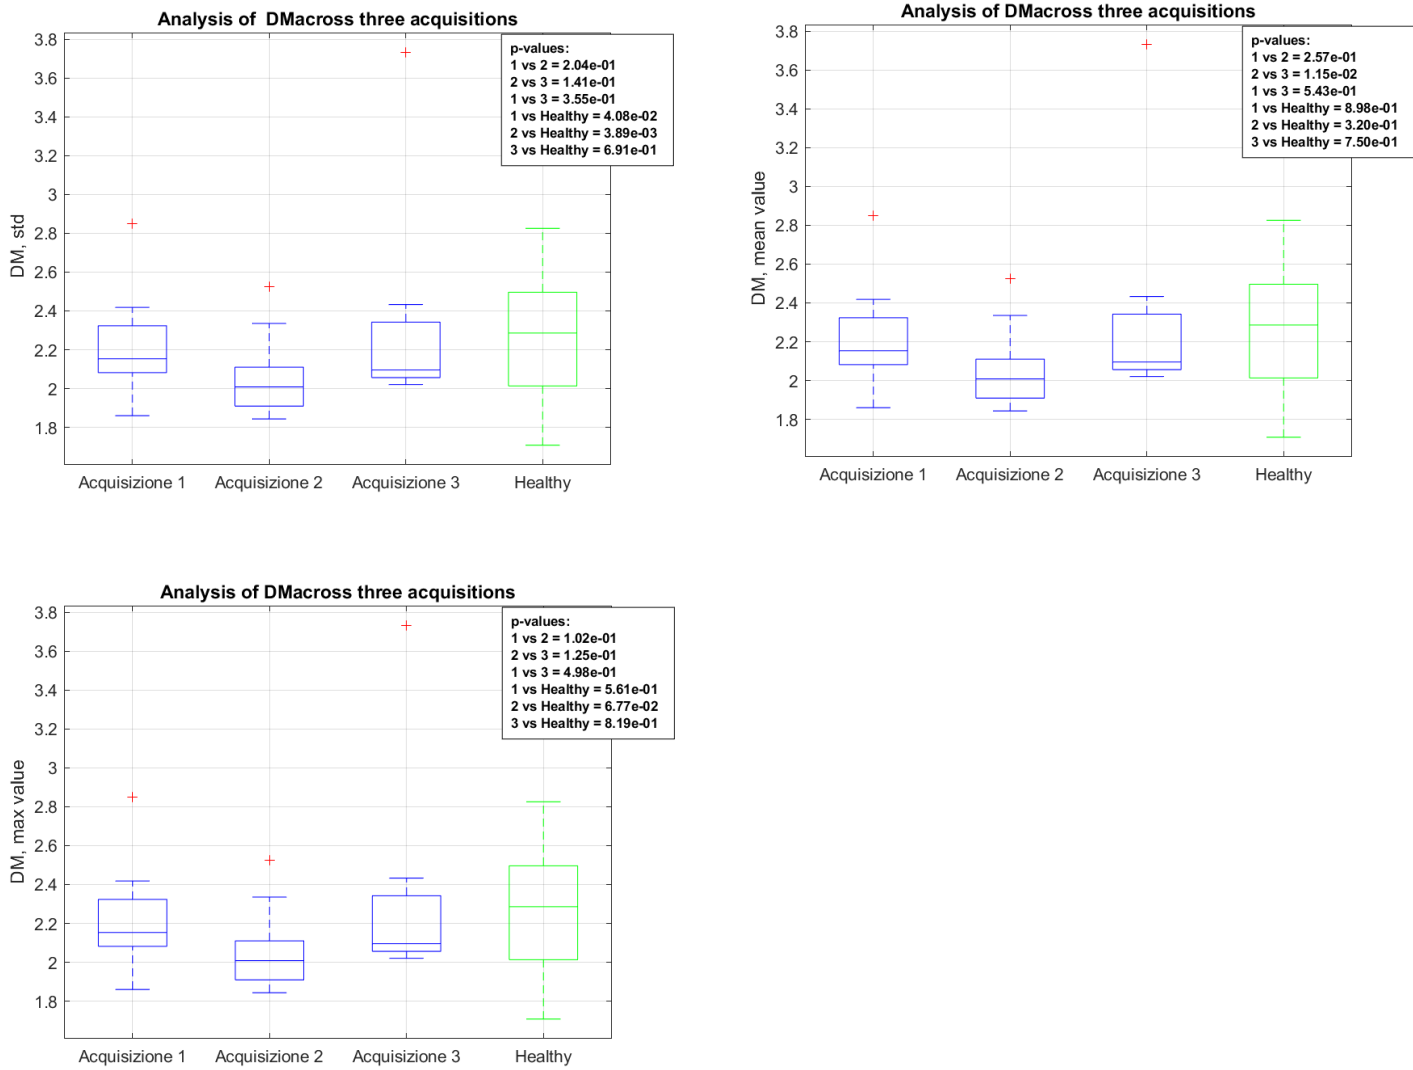 Analysis of  DMacross three acquisitions
p-values:
1 vs 2 = 2.04e-01
2 vs 3 = 1.41e-01
1 vs 3 = 3.55e-01
1 vs Healthy = 4.08e-02
2 vs Healthy = 3.89e-03
3 vs Healthy = 6.91e-01
DM, std
3.8
3.6
3.4
3.2
3
2.8
2.6
2.4
2.2
2
1.8
Acquisizione 1 Acquisizione 2 Acquisizione 3 Healthy
Analysis of DMacross three acquisitions
p-values:
1 vs 2 = 2.57e-01
2 vs 3 = 1.15e-02
1 vs 3 = 5.43e-01
1 vs Healthy = 8.98e-01
2 vs Healthy = 3.20e-01
3 vs Healthy = 7.50e-01
DM, mean value
3.8
3.6
3.4
3.2
3
2.8
2.6
2.4
2.2
2
1.8
Acquisizione 1 Acquisizione 2 Acquisizione 3 Healthy
Analysis of DMacross three acquisitions
p-values:
1 vs 2 = 1.02e-01
2 vs 3 = 1.25e-01
1 vs 3 = 4.98e-01
1 vs Healthy = 5.61e-01
2 vs Healthy = 6.77e-02
3 vs Healthy = 8.19e-01
DM, max value
3.8
3.6
3.4
3.2
3
2.8
2.6
2.4
2.2
2
1.8
Acquisizione 1 Acquisizione 2 Acquisizione 3 Healthy